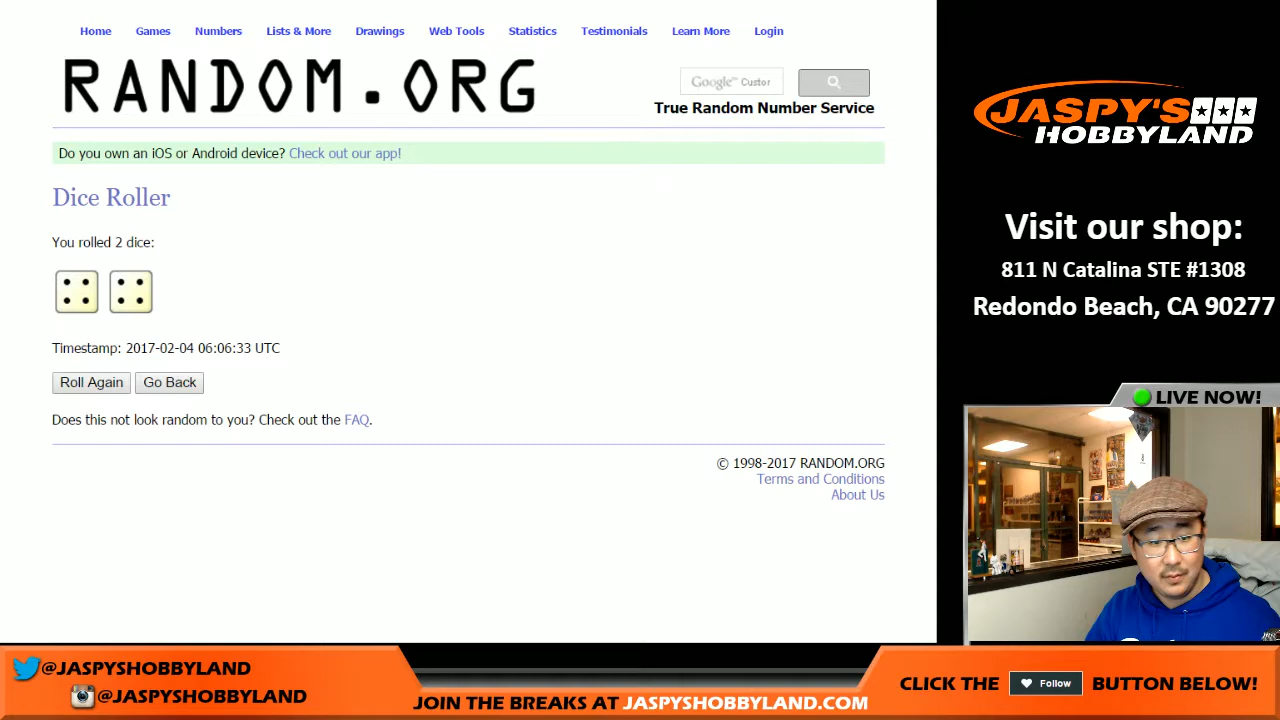 Home Games Numbers Lists & More Drawings Web Tools Statistics Testimonials Learn More Login
RANDOM.ORG
Google™ Custor
True Random Number Service
Do you own an iOS or Android device? Check out our app!
Dice Roller
You rolled 2 dice:
Timestamp: 2017-02-04 06:06:33 UTC
Roll Again Go Back
Does this not look random to you? Check out the FAQ.
© 1998-2017 RANDOM.ORG
Terms and Conditions
About Us
JASPY'S
HOBBYLAND
Visit our shop:
811 N Catalina STE #1308
Redondo Beach, CA 90277
LIVE NOW!
@JASPYSHOBBYLAND
@JASPYSHOBBYLAND
JOIN THE BREAKS AT JASPYSHOBBYLAND.COM
CLICK THE Follow BUTTON BELOW!